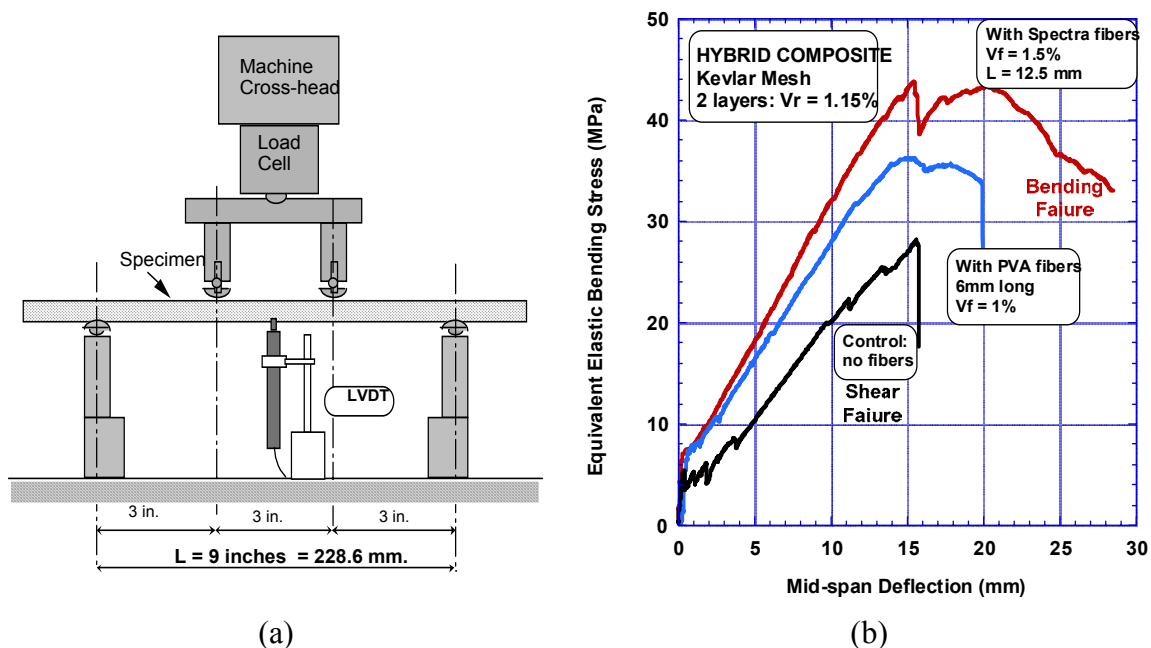 Machine
Cross-head
Load
Cell
Specimen
LVDT
3 in.
3 in.
3 in.
L = 9 inches = 228.6 mm.
(a)
Equivalent Elastic Bending Stress (MPa)
50
40
30
20
10
0
HYBRID COMPOSITE
Kevlar Mesh
2 layers: Vr = 1.15%
With Spectra fibers
Vf = 1.5%
L = 12.5 mm
Bending
Faiure
With PVA fibers
6mm long
Vf = 1%
Control:
no fibers
Shear
Faiure
0 5 10 15 20 25 30
Mid-span Deflection (mm)
(b)